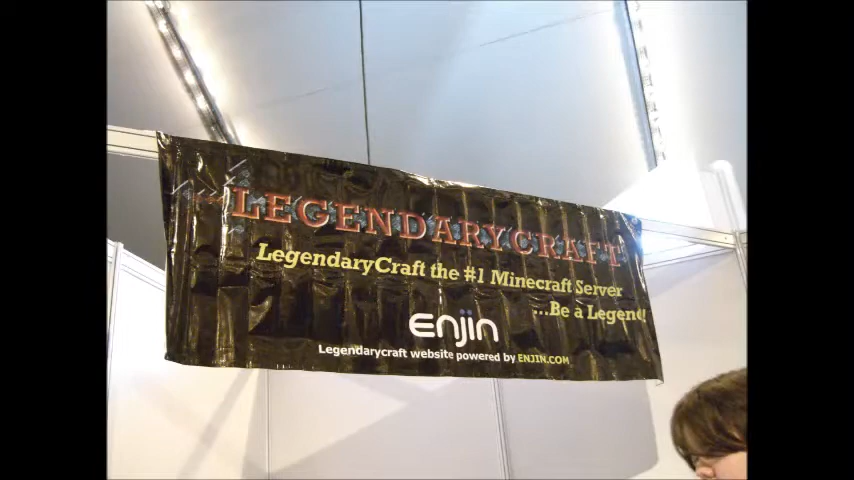 LEGENDARYCRAFT
LegendaryCraft the #1 Minecraft Server
...Be a Legend!
enjin
Legendarycraft website powered by ENJIN.COM